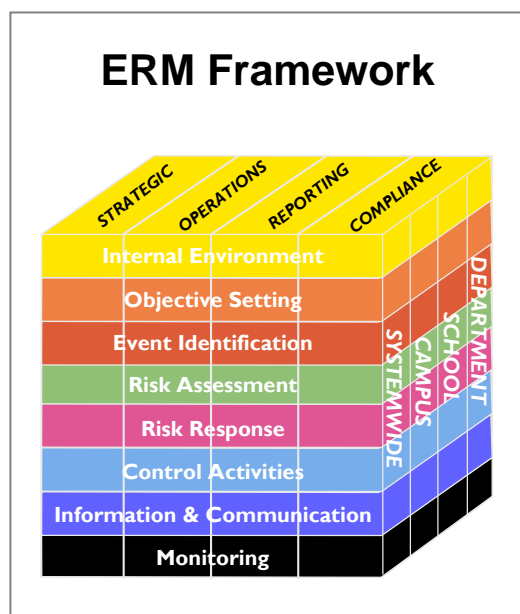 ERM Framework
STRATEGIC
OPERATIONS
REPORTING
COMPLIANCE
Internal Environment
Objective Setting
Event Identification
Risk Assessment
Risk Response
Control Activities
Information & Communication
Monitoring
SYSTEMWIDE
CAMPUS
SCHOOL
DEPARTMENT